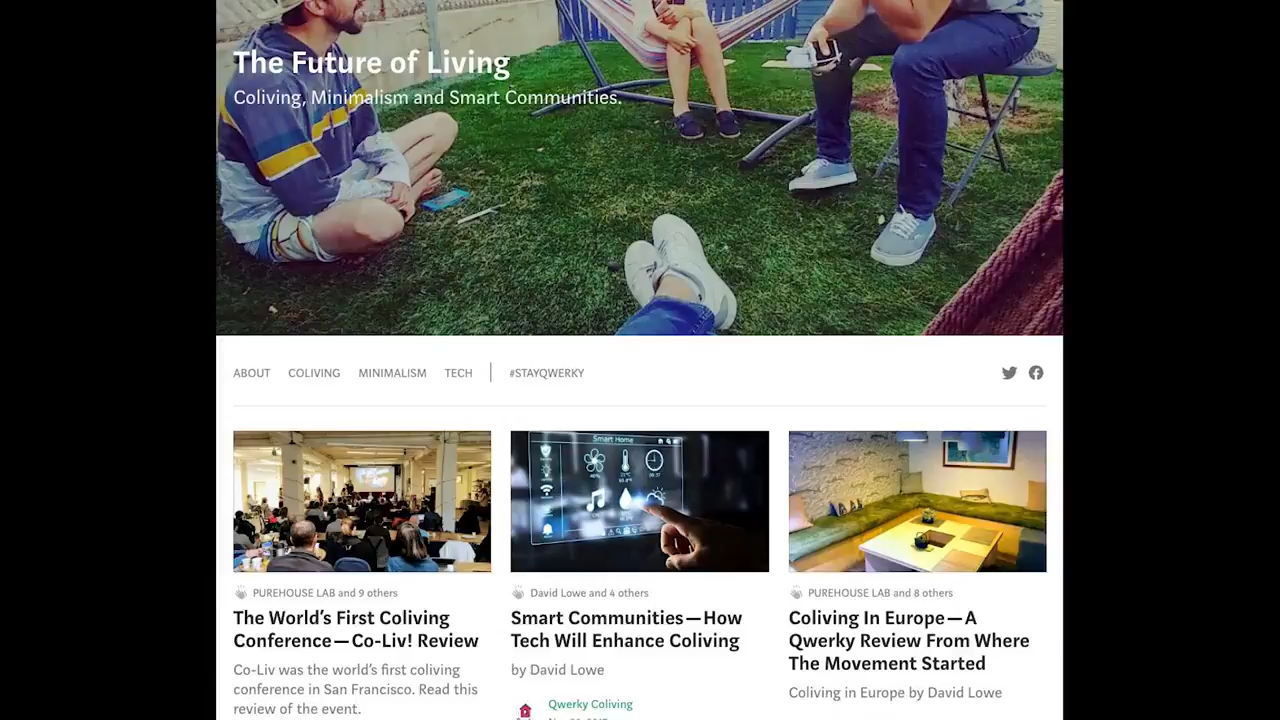 The Future of Living
Coliving, Minimalism and Smart Communities.
ABOUT COLIVING MINIMALISM TECH #STAYQWERKY
Smart Home
PUREHOUSE LAB and 9 others
The World's First Coliving
Conference—Co-Liv! Review
Co-Liv was the world's first coliving
conference in San Francisco. Read this
review of the event.
David Lowe and 4 others
Smart Communities—How
Tech Will Enhance Coliving
by David Lowe
Qwerky Coliving
PUREHOUSE LAB and 8 others
Coliving In Europe—A
Qwerky Review From Where
The Movement Started
Coliving in Europe by David Lowe